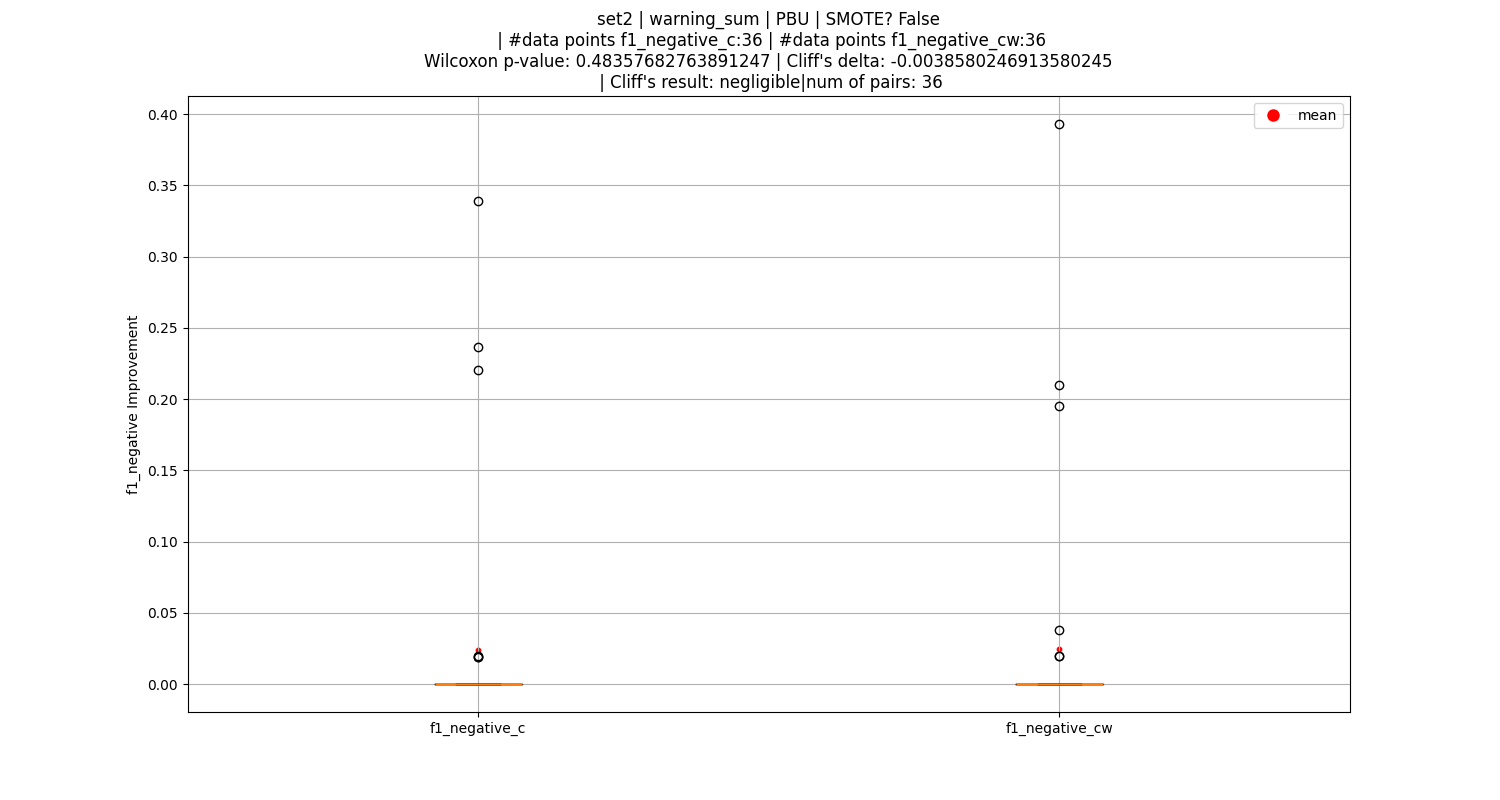 set2 | warning_sum | PBU | SMOTE? False
| #data points f1_negative_c:36 | #data points f1_negative_cw:36
Wilcoxon p-value: 0.48357682763891247 | Cliff's delta: -0.0038580246913580245
| Cliff's result: negligible|num of pairs: 36
mean
0.40
0.35
0.30
0.25
0.20
0.15
0.10
0.05
0.00
f1_negative Improvement
f1_negative_c
f1_negative_cw